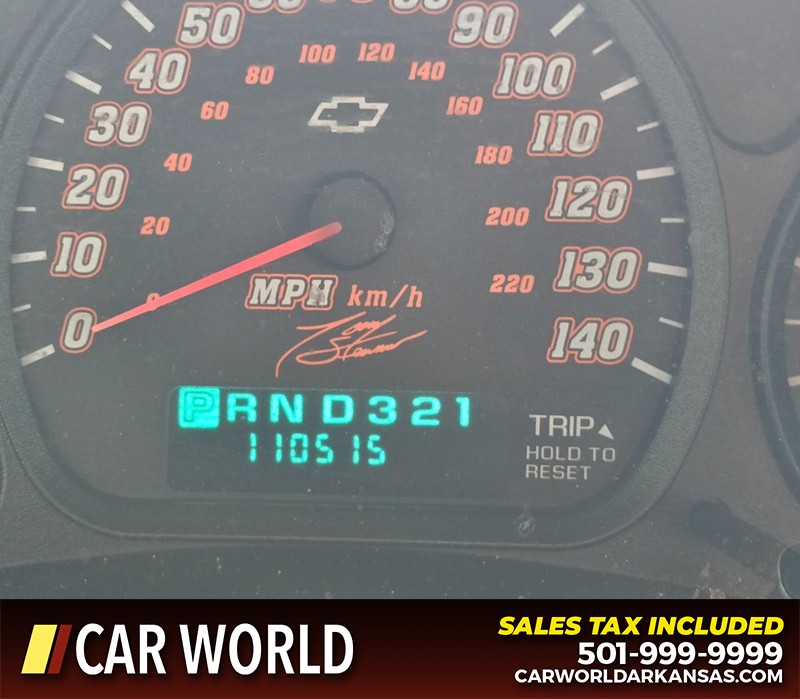 50
90
40
100
30
110
20
120
10
130
0
140
100
120
80
140
60
160
40
180
20
200
0
220
MPH km/h
Tony
Stewart
PRND321
110515
TRIP
HOLD TO
RESET
CAR WORLD
SALES TAX INCLUDED
501-999-9999
CARWORLDARKANSAS.COM